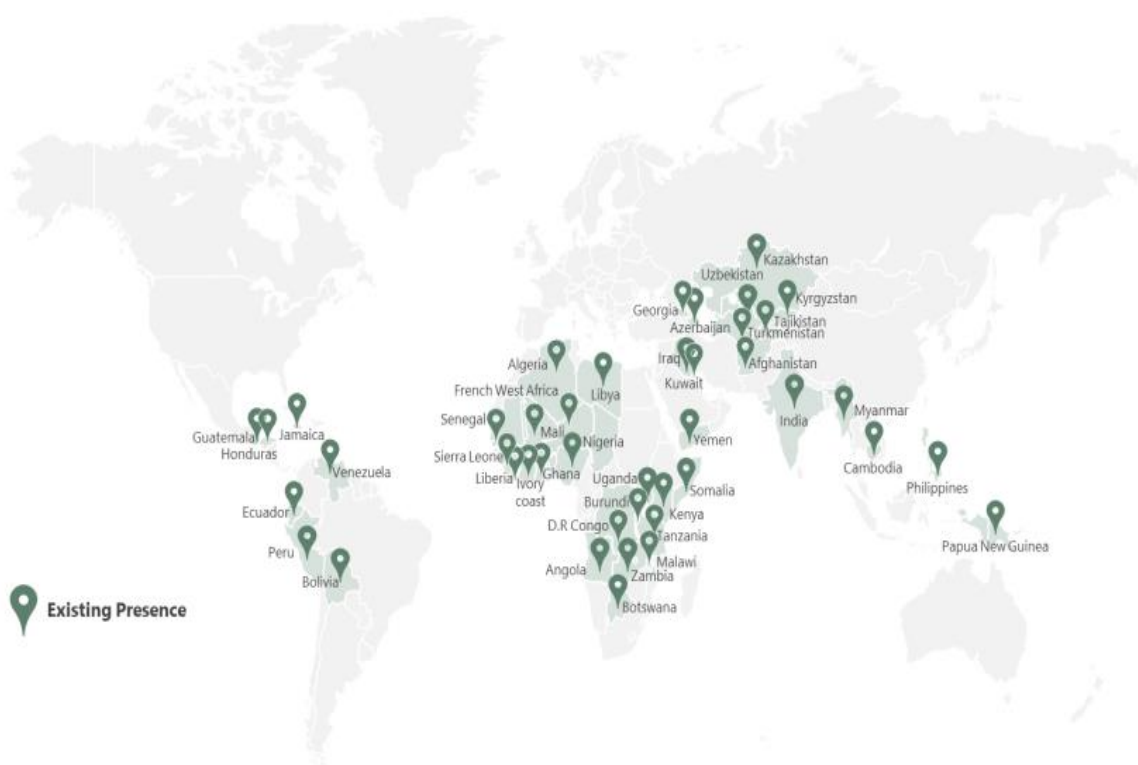 Kazakhstan
Uzbekistan
Kyrgyzstan
Georgia
Tajikistan
Azerbaijan
Turkmenistan
Algeria
Iraq
Afghanistan
Kuwait
French West Africa
Libya
Jamaica
Senegal
Mali
India
Myanmar
Guatemala
Honduras
Nigeria
Yemen
Sierra Leone
Venezuela
Ghana
Cambodia
Liberia
Ivory
coast
Uganda
Somalia
Philippines
Burundi
Ecuador
Kenya
D.R Congo
Tanzania
Papua New Guinea
Peru
Malawi
Angola
Zambia
Bolivia
Botswana
Existing Presence